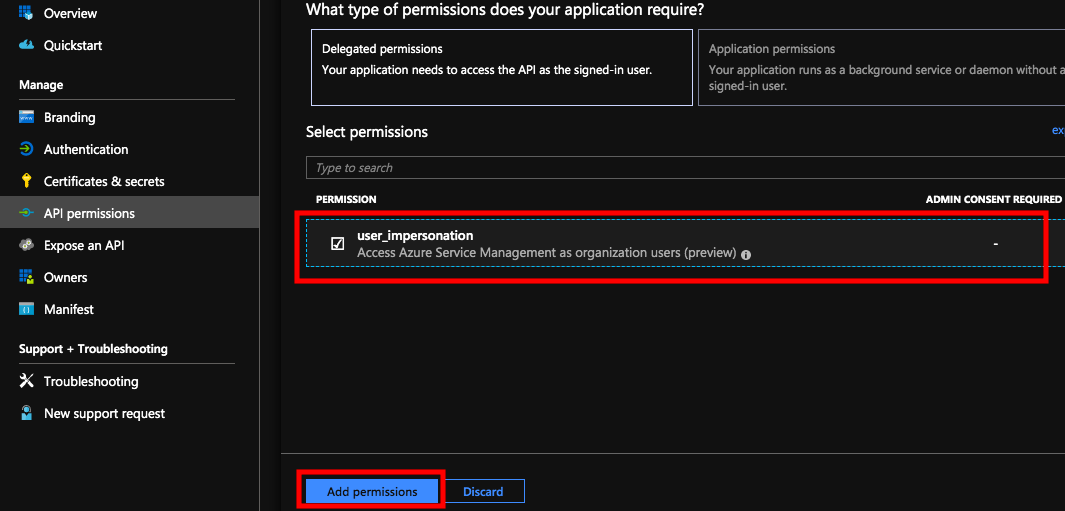 Overview
Quickstart
Manage
Branding
Authentication
Certificates & secrets
API permissions
Expose an API
Owners
Manifest
Support + Troubleshooting
Troubleshooting
New support request
What type of permissions does your application require?
Delegated permissions
Your application needs to access the API as the signed-in user.
Application permissions
Your application runs as a background service or daemon without a
signed-in user.
Select permissions
exp
Type to search
PERMISSION
ADMIN CONSENT REQUIRED
user_impersonation
Access Azure Service Management as organization users (preview)
-
Add permissions
Discard